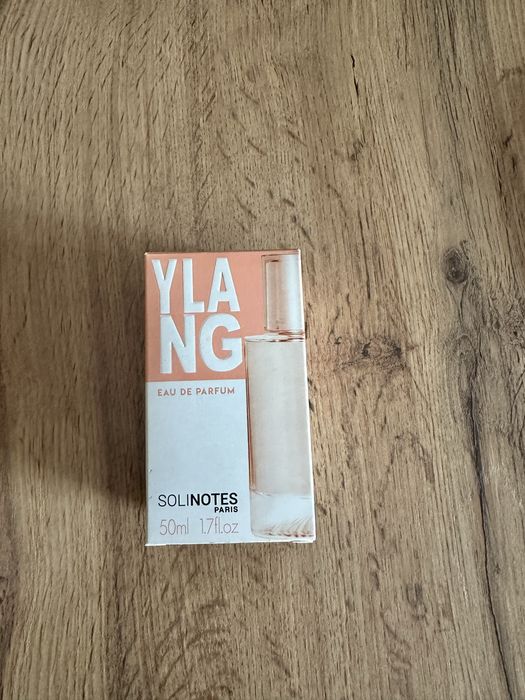 YLA
NG
EAU DE PARFUM
SOLINOTES
PARIS
50ml 1.7fl.oz